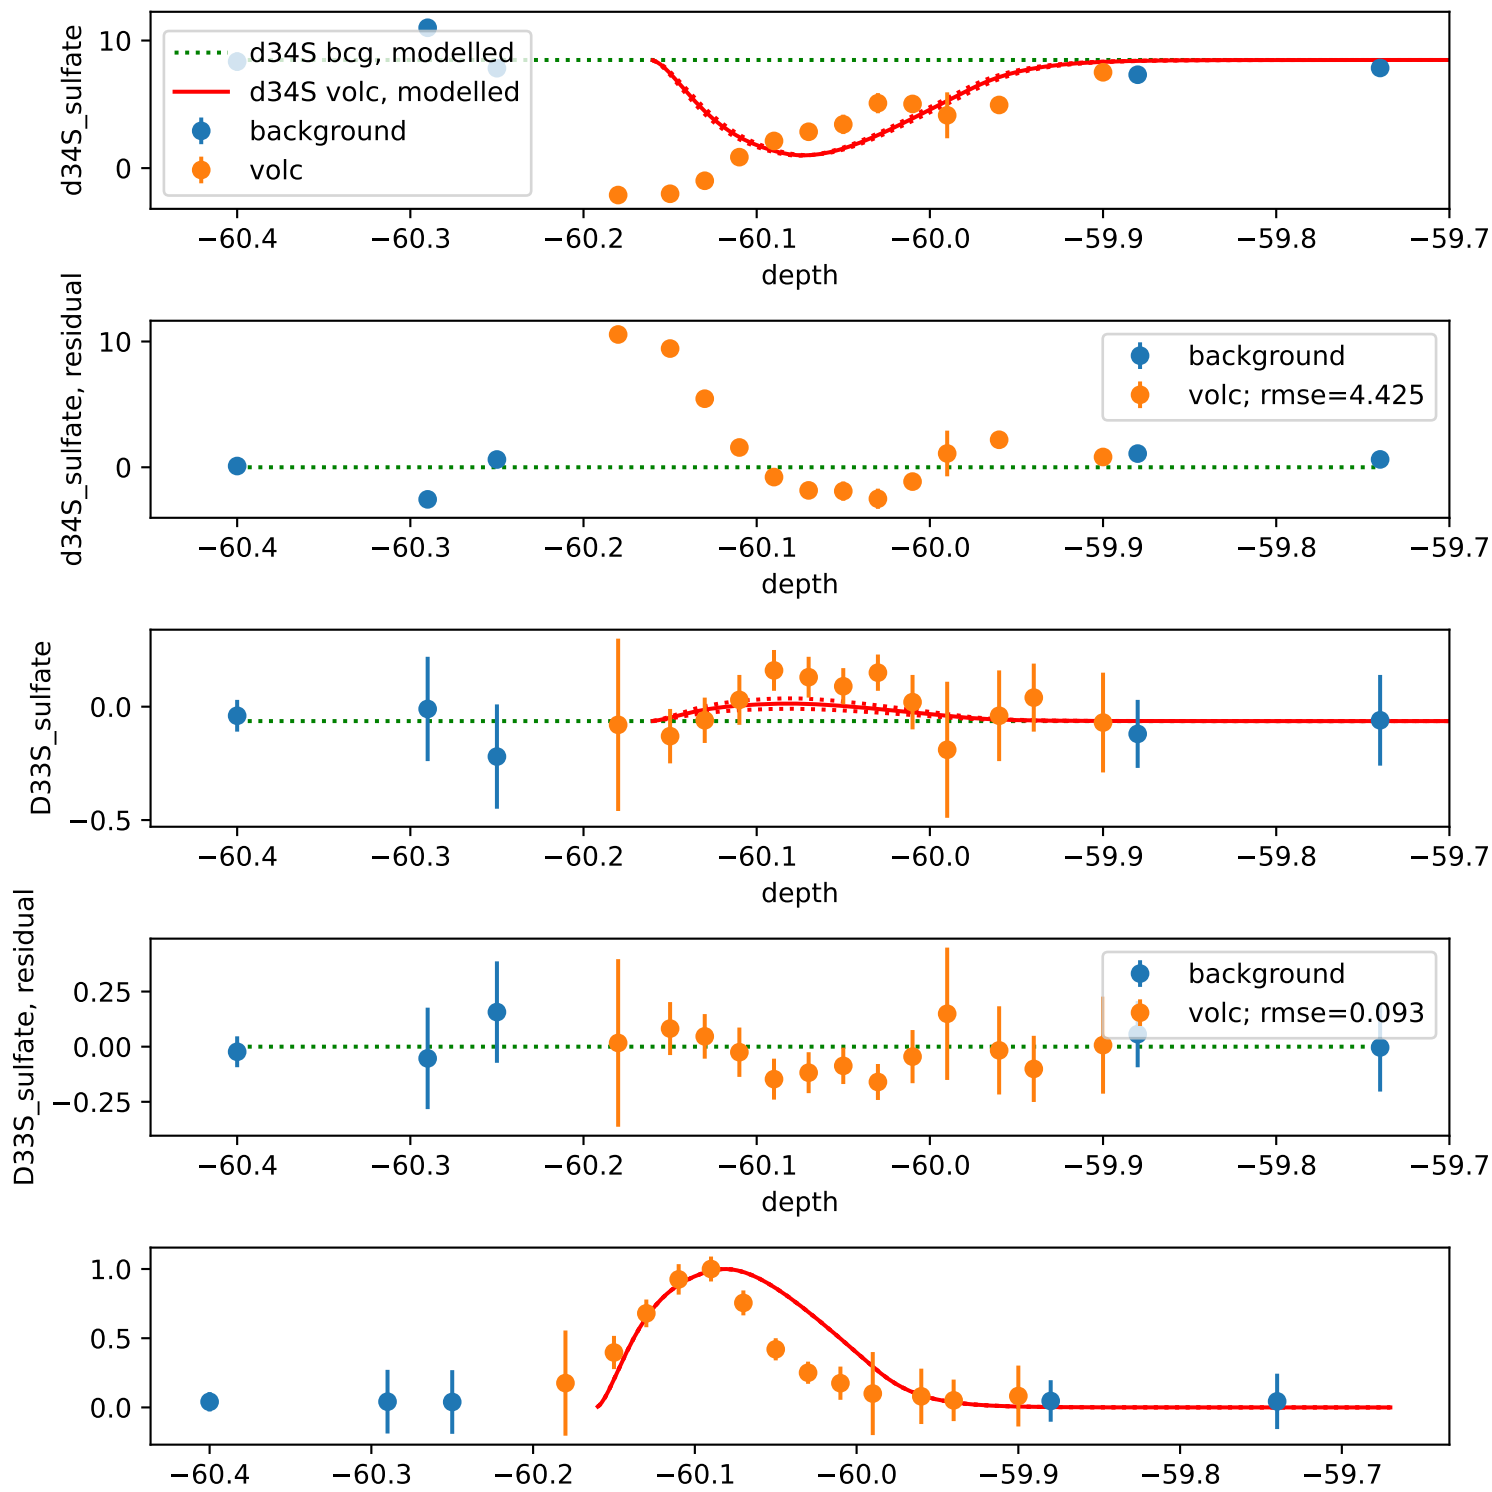 d34S_sulfate
10
0
d34S bcg, modelled
d34S volc, modelled
background
volc
−60.4 −60.3 −60.2 −60.1 −60.0 −59.9 −59.8 −59.7
depth
d34S_sulfate, residual
10
0
background
volc; rmse=4.425
−60.4 −60.3 −60.2 −60.1 −60.0 −59.9 −59.8 −59.7
depth
D33S_sulfate
0.0
−0.5
−60.4 −60.3 −60.2 −60.1 −60.0 −59.9 −59.8 −59.7
depth
D33S_sulfate, residual
0.25
0.00
−0.25
background
volc; rmse=0.093
−60.4 −60.3 −60.2 −60.1 −60.0 −59.9 −59.8 −59.7
depth
1.0
0.5
0.0
−60.4 −60.3 −60.2 −60.1 −60.0 −59.9 −59.8 −59.7